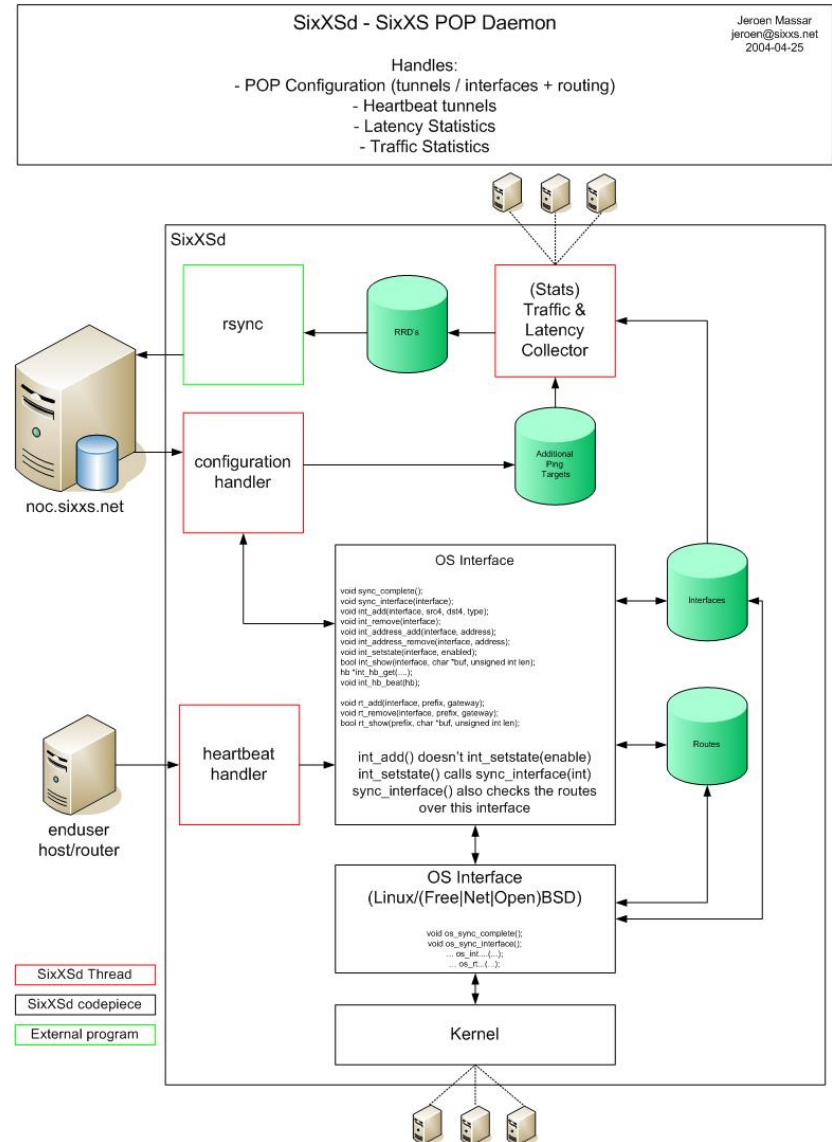 SixXSd - SixXS POP Daemon
Jeroen Massar
jeroen@sixxs.net
2004-04-25
Handles:
- POP Configuration (tunnels / interfaces + routing)
- Heartbeat tunnels
- Latency Statistics
- Traffic Statistics
SixXSd
rsync
RRD's
(Stats)
Traffic &
Latency
Collector
noc.sixxs.net
configuration
handler
Additional
Ping
Targets
OS Interface
void sync_complete();
void sync_interface(interface);
void int_add(interface, src4, dst4, type);
void int_remove(interface);
void int_address_add(interface, address);
void int_address_remove(interface, address);
void int_setstate(interface, enabled);
bool int_show(interface, char *buf, unsigned int len);
hb *int_hb_get(....);
void int_hb_beat(hb);
void rt_add(interface, prefix, gateway);
void rt_remove(interface, prefix, gateway);
bool rt_show(prefix, char *buf, unsigned int len);
int_add() doesn't int_setstate(enable)
int_setstate() calls sync_interface(int)
sync_interface() also checks the routes
over this interface
Interfaces
Routes
heartbeat
handler
enduser
host/router
OS Interface
(Linux/(Free|Net|Open)BSD)
void os_sync_complete();
void os_sync_interface();
... os_int....(...);
... os_rt...(...);
Kernel
SixXSd Thread
SixXSd codepiece
External program